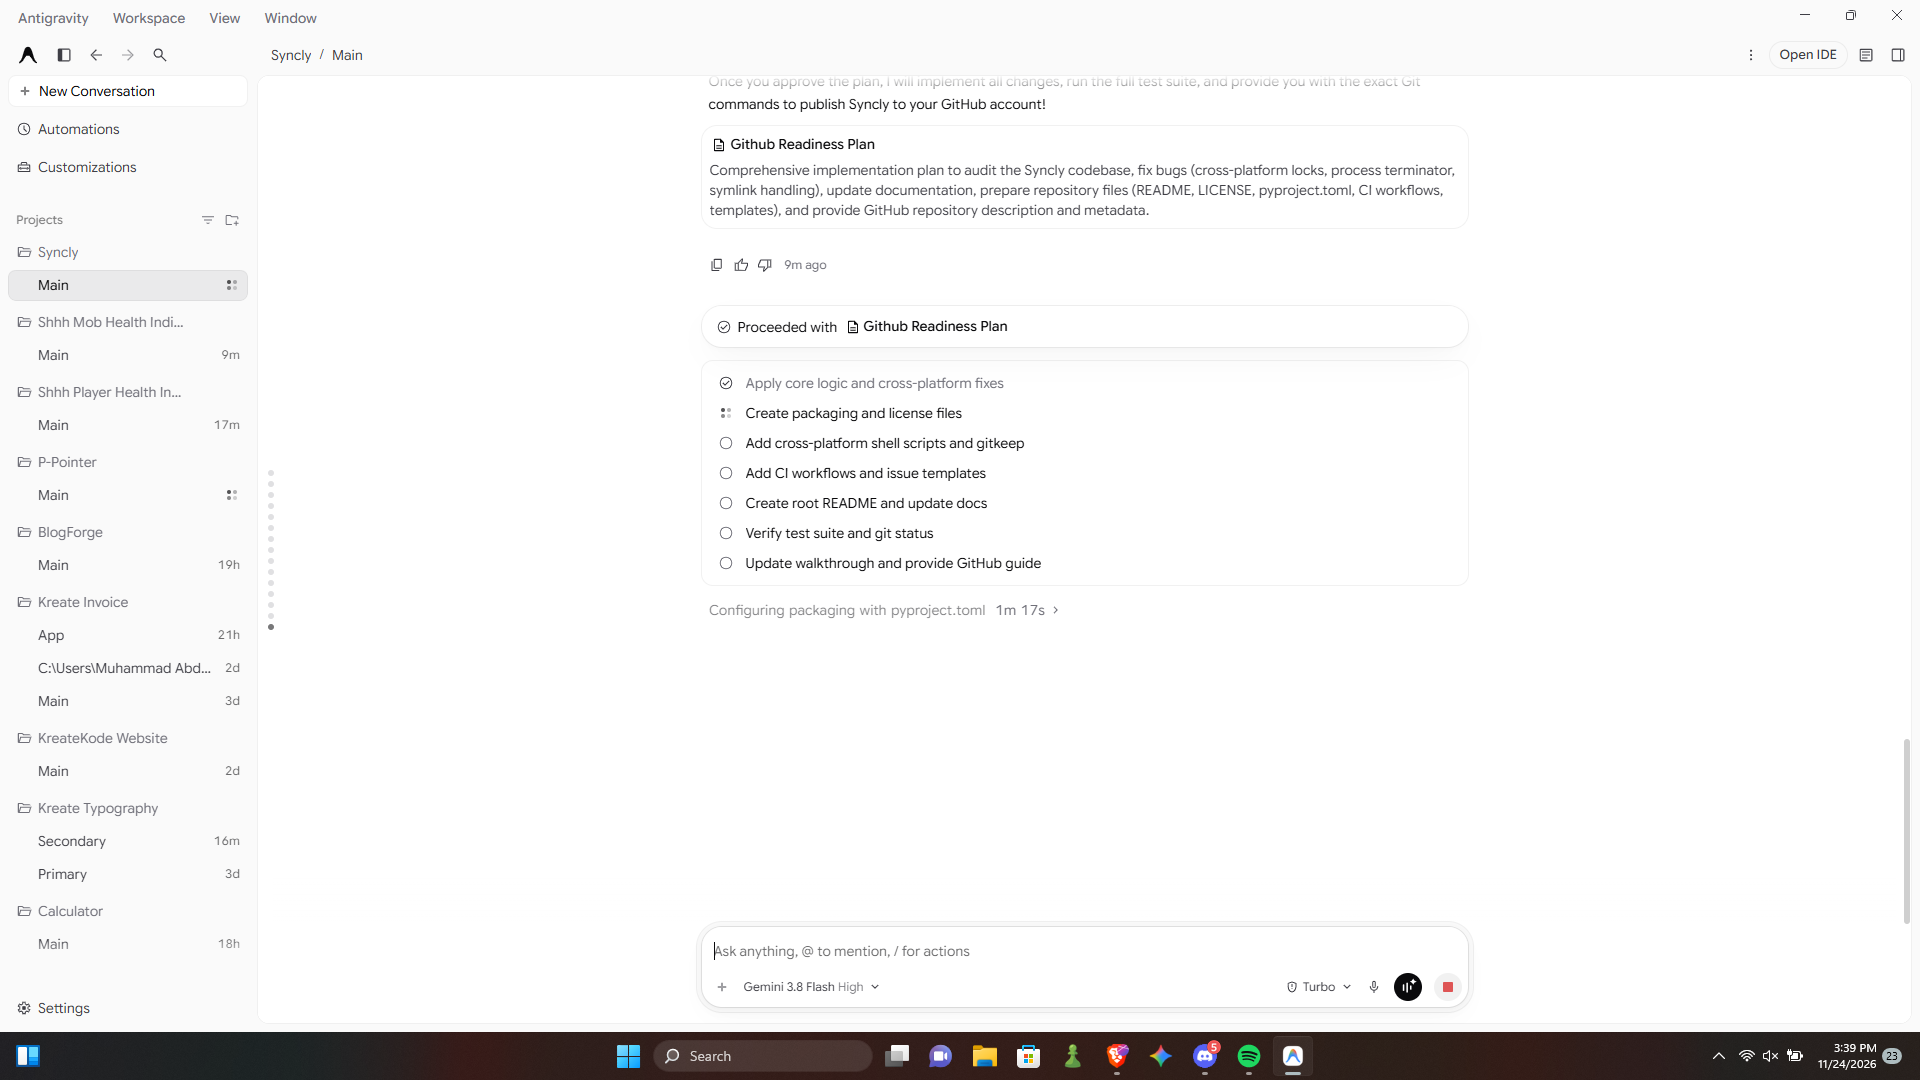 Antigravity Workspace View Window
Syncly / Main
Open IDE
New Conversation
Automations
Customizations
Projects
Syncly
Main
Shhh Mob Health Indi...
Main 9m
Shhh Player Health In...
Main 17m
P-Pointer
Main
BlogForge
Main 19h
Kreate Invoice
App 21h
C:\Users\Muhammad Abd... 2d
Main 3d
KreateKode Website
Main 2d
Kreate Typography
Secondary 16m
Primary 3d
Calculator
Main 18h
Settings
Once you approve the plan, I will implement all changes, run the full test suite, and provide you with the exact Git
commands to publish Syncly to your GitHub account!
Github Readiness Plan
Comprehensive implementation plan to audit the Syncly codebase, fix bugs (cross-platform locks, process terminator,
symlink handling), update documentation, prepare repository files (README, LICENSE, pyproject.toml, CI workflows,
templates), and provide GitHub repository description and metadata.
9m ago
Proceeded with Github Readiness Plan
Apply core logic and cross-platform fixes
Create packaging and license files
Add cross-platform shell scripts and gitkeep
Add CI workflows and issue templates
Create root README and update docs
Verify test suite and git status
Update walkthrough and provide GitHub guide
Configuring packaging with pyproject.toml 1m 17s
Ask anything, @ to mention, / for actions
Gemini 3.8 Flash High
Turbo
Search
5
3:39 PM
11/24/2026
23